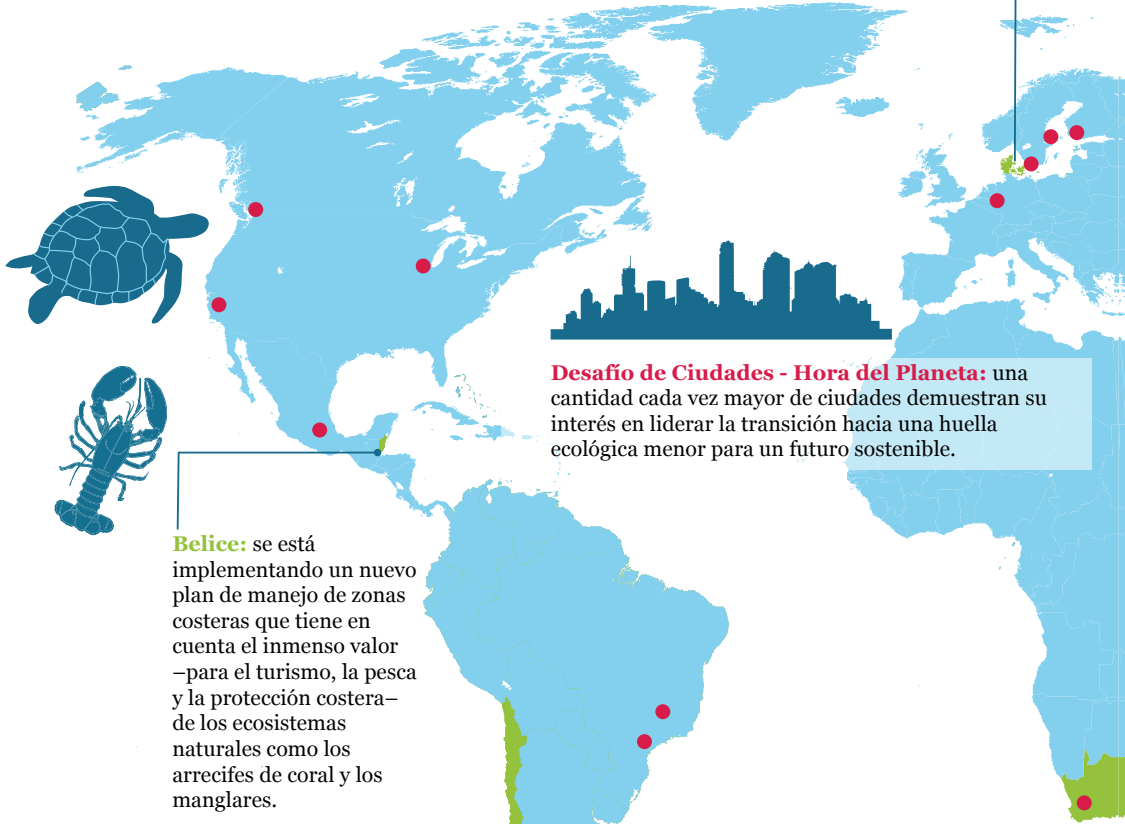 Desafío de Ciudades - Hora del Planeta: una
cantidad cada vez mayor de ciudades demuestran su
interés en liderar la transición hacia una huella
ecológica menor para un futuro sostenible.
Belice: se está
implementando un nuevo
plan de manejo de zonas
costeras que tiene en
cuenta el inmenso valor
–para el turismo, la pesca
y la protección costera–
de los ecosistemas
naturales como los
arrecifes de coral y los
manglares.